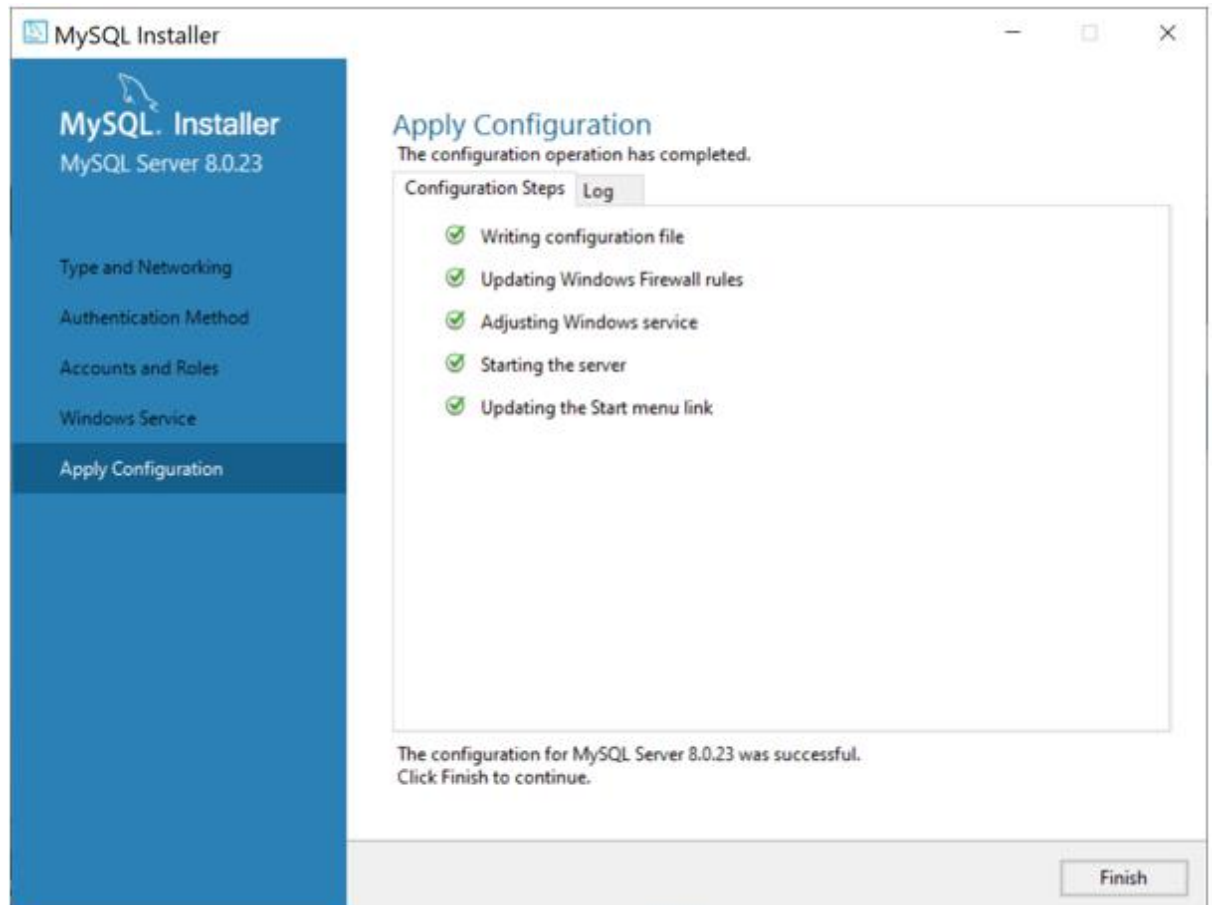 MySQL Installer
MySQL. Installer
MySQL Server 8.0.23
Type and Networking
Authentication Method
Accounts and Roles
Windows Service
Apply Configuration
Apply Configuration
The configuration operation has completed.
Configuration Steps Log
Writing configuration file
Updating Windows Firewall rules
Adjusting Windows service
Starting the server
Updating the Start menu link
The configuration for MySQL Server 8.0.23 was successful.
Click Finish to continue.
Finish